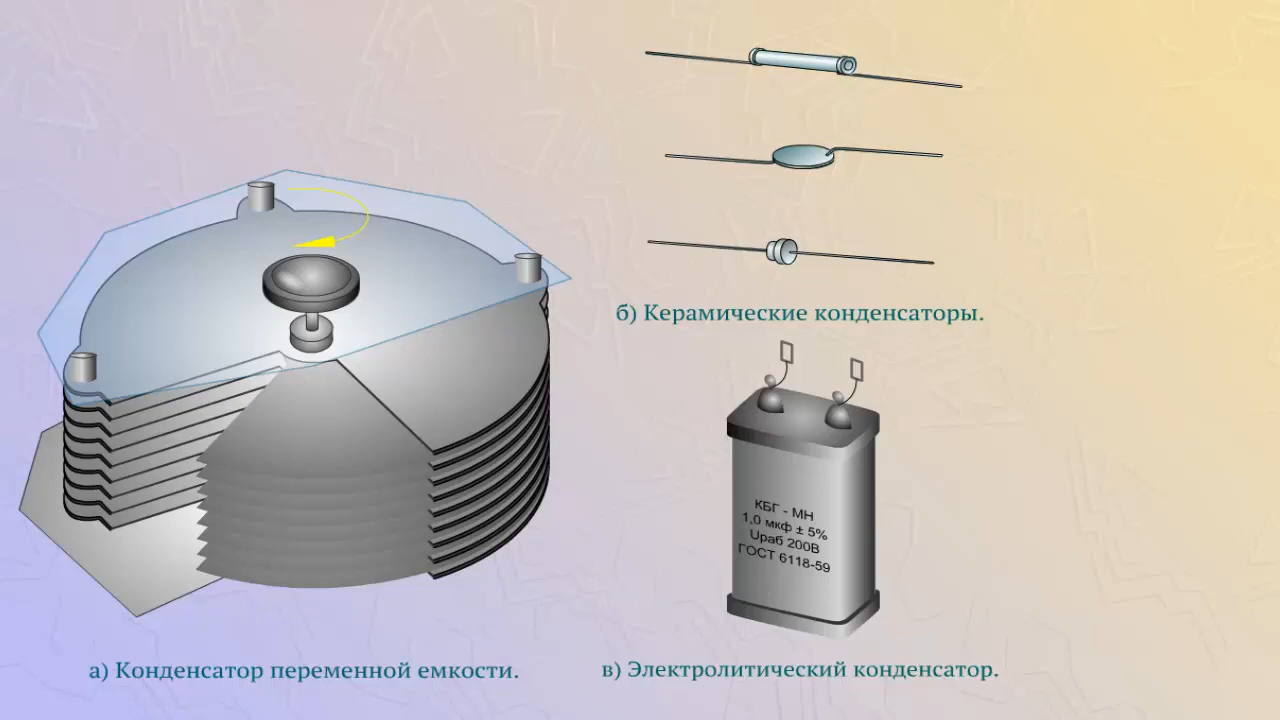 б) Керамические конденсаторы.
КБГ - МН
1,0 мкф ± 5%
Uраб 200В
ГОСТ 6118-59
а) Конденсатор переменной емкости.
в) Электролитический конденсатор.